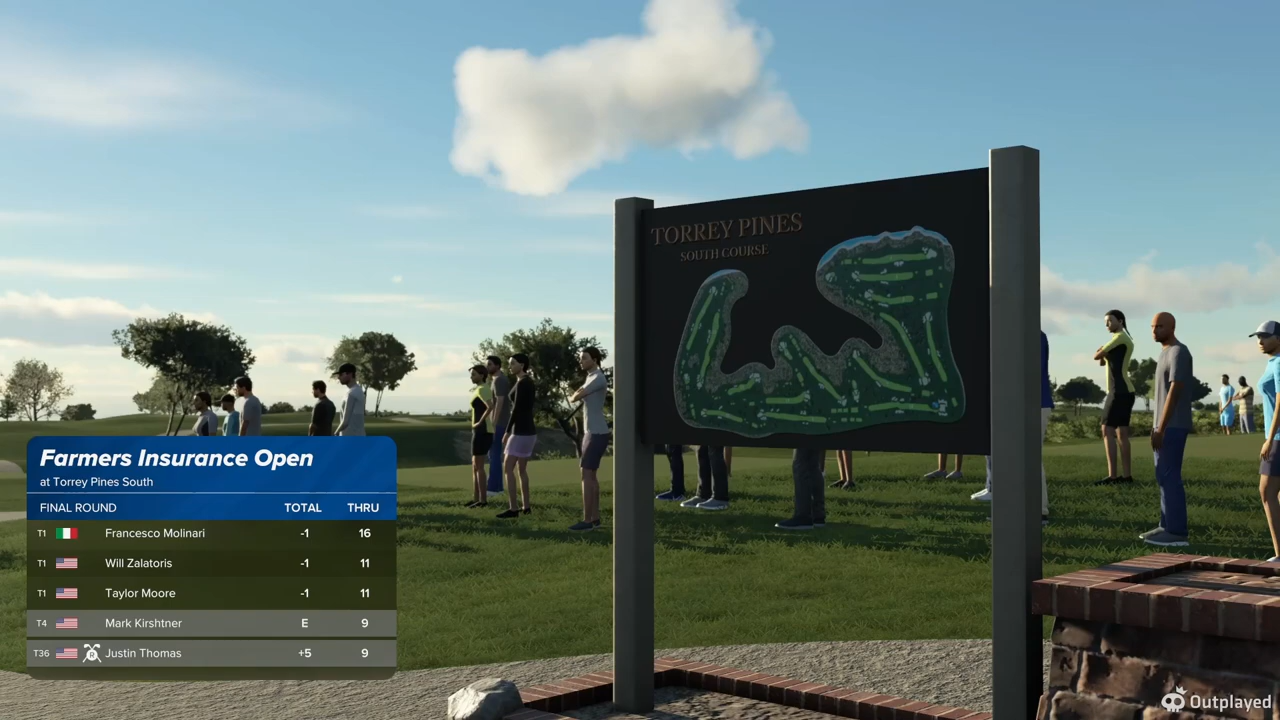 TORREY PINES
SOUTH COURSE
Farmers Insurance Open
at Torrey Pines South
FINAL ROUND TOTAL THRU
T1 Francesco Molinari -1 16
T1 Will Zalatoris -1 11
T1 Taylor Moore -1 11
T4 Mark Kirshtner E 9
T36 R Justin Thomas +5 9
Outplayed